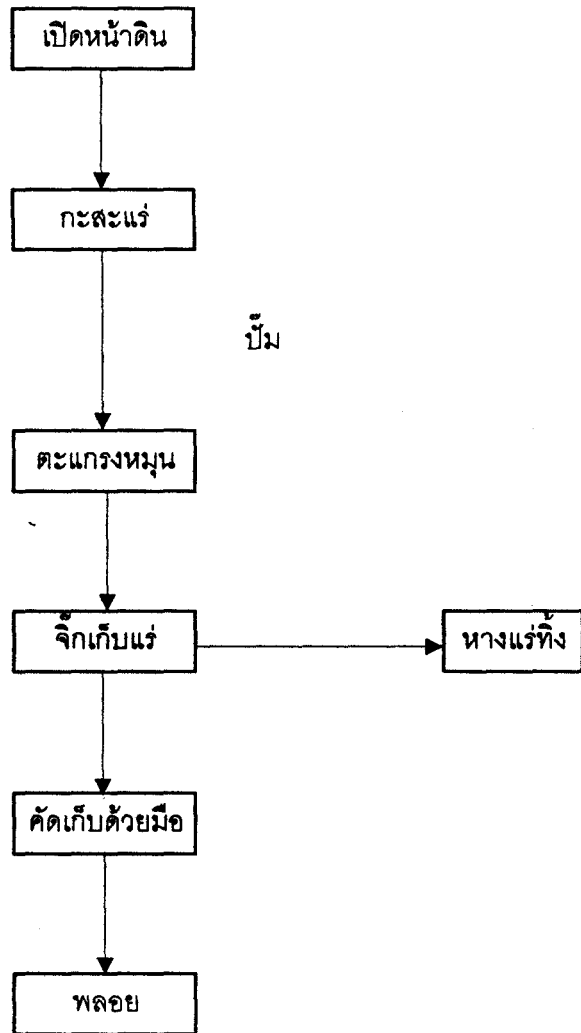 เปิดหน้าดิน
กะสะแร่
ปั๊ม
ตะแกรงหมุน
จิ๊กเก็บแร่
หางแร่ทิ้ง
คัดเก็บด้วยมือ
พลอย